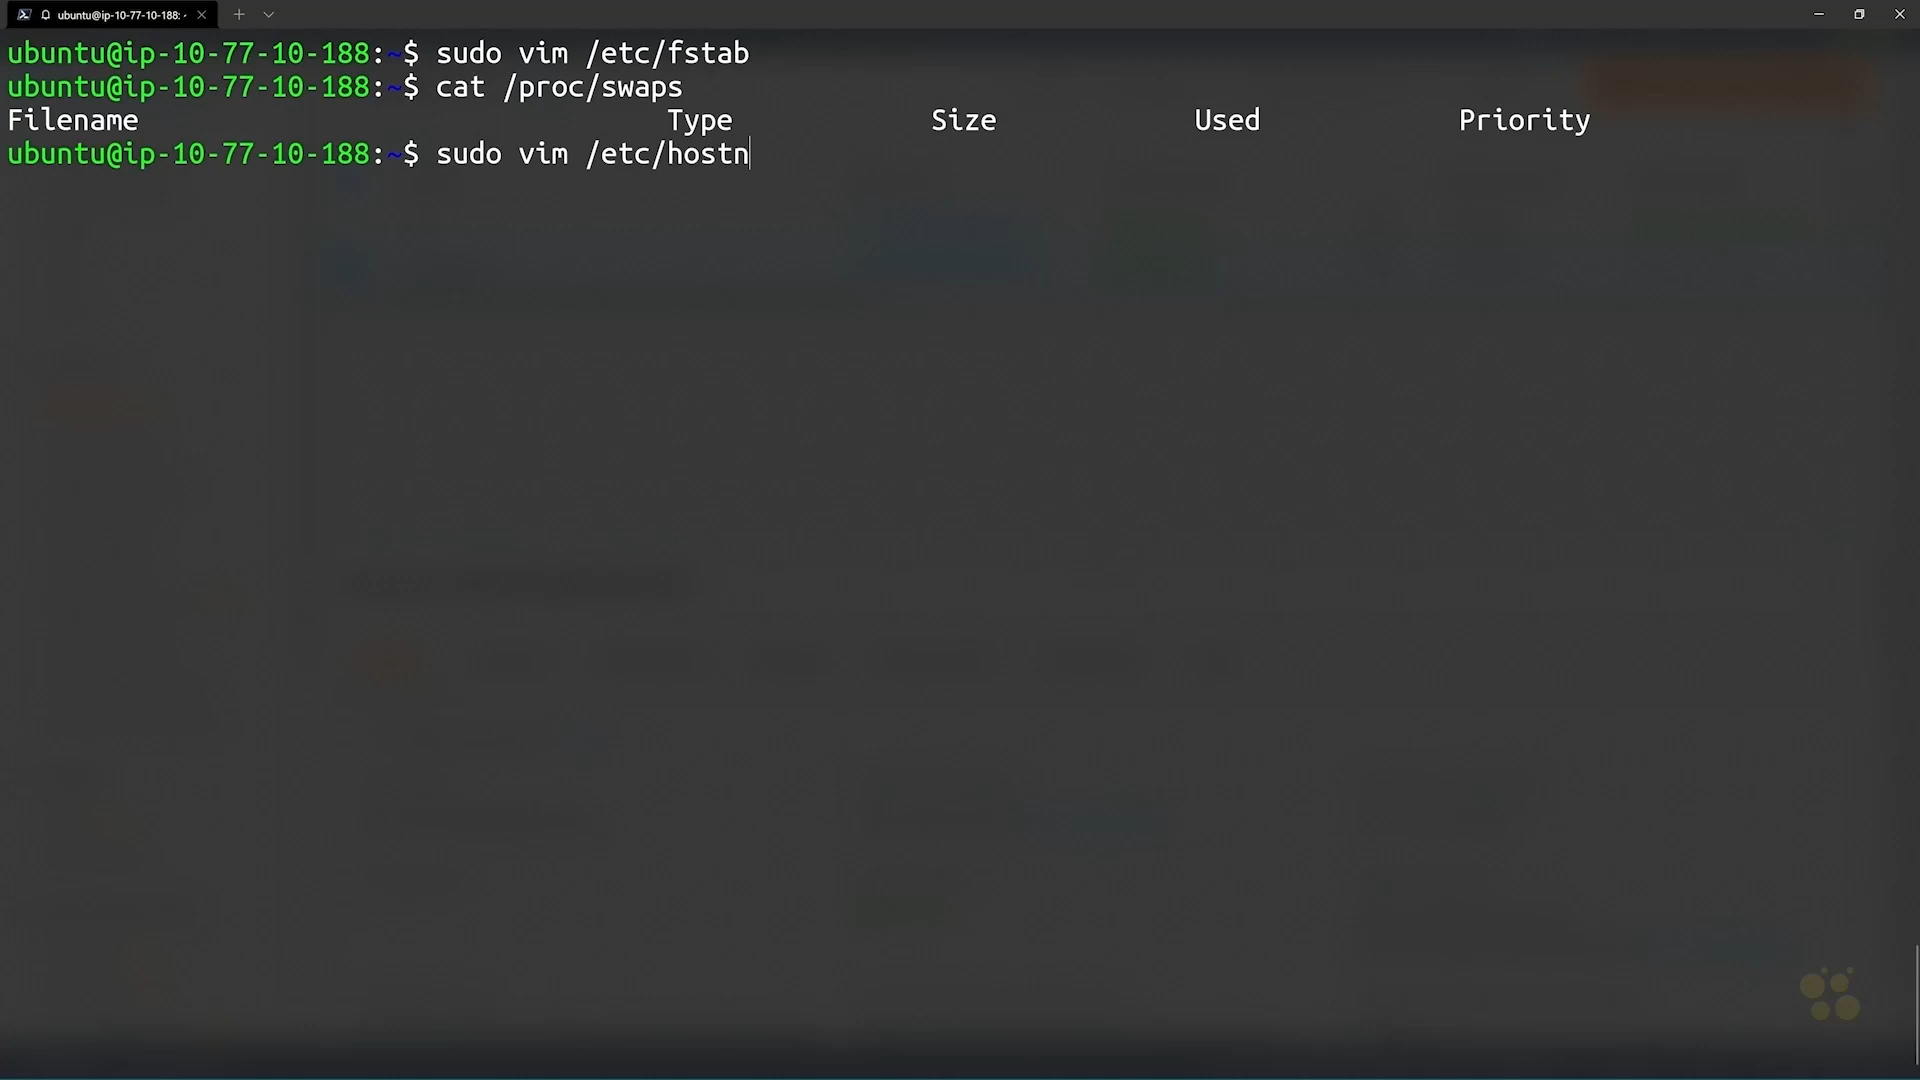 ubuntu@ip-10-77-10-188: ~
ubuntu@ip-10-77-10-188:~$ sudo vim /etc/fstab
ubuntu@ip-10-77-10-188:~$ cat /proc/swaps
Filename Type Size Used Priority
ubuntu@ip-10-77-10-188:~$ sudo vim /etc/hostn